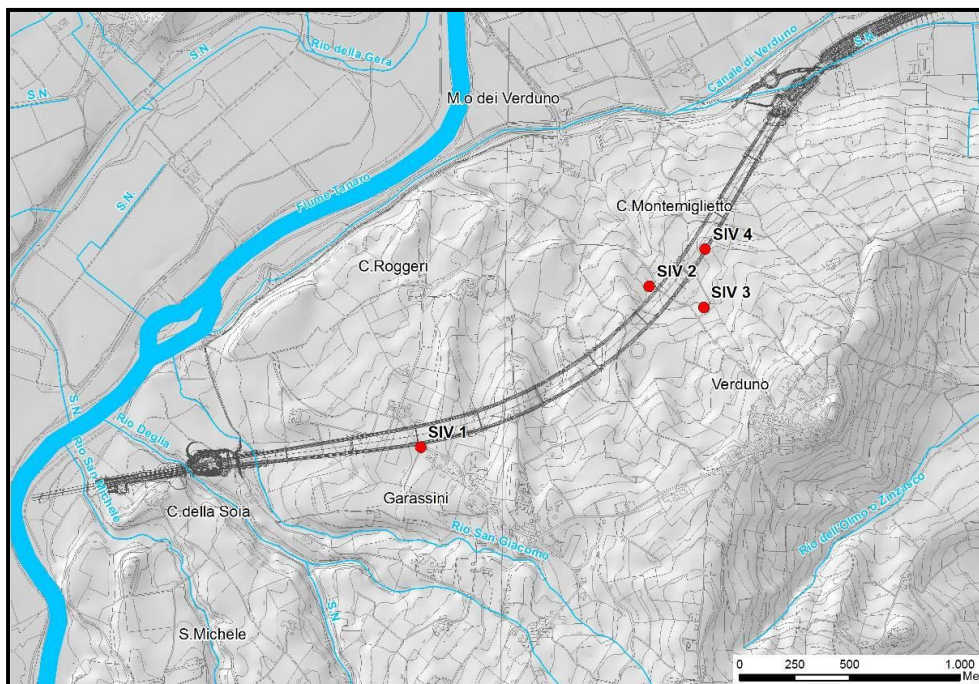 Rio della Gera
S.N.
S.N.
S.N.
M.o dei Verduno
Canale di Verduno
S.N.
S.N.
Fiume Tanaro
C.Montemiglietto
SIV 4
C.Roggeri
SIV 2
SIV 3
Verduno
S.N.
Rio Deglia
SIV 1
Rio San Michele
Garassini
C.della Soia
Rio San Giacomo
Rio dell'Olmo o Zinzasco
S.N.
S.Michele
0 250 500 1.000